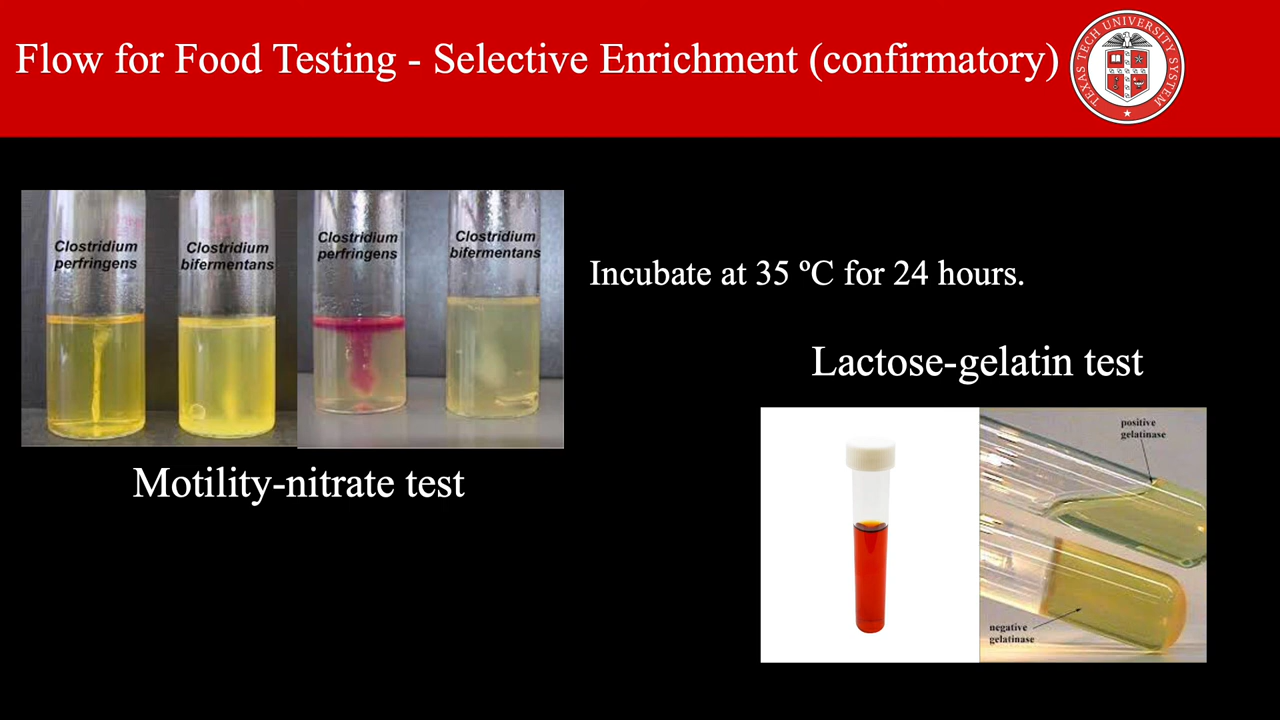 Flow for Food Testing - Selective Enrichment (confirmatory)
TEXAS TECH UNIVERSITY SYSTEM
Clostridium
perfringens
Clostridium
bifermentans
Clostridium
perfringens
Clostridium
bifermentans
Incubate at 35 ºC for 24 hours.
Motility-nitrate test
Lactose-gelatin test
positive
gelatinase
negative
gelatinase